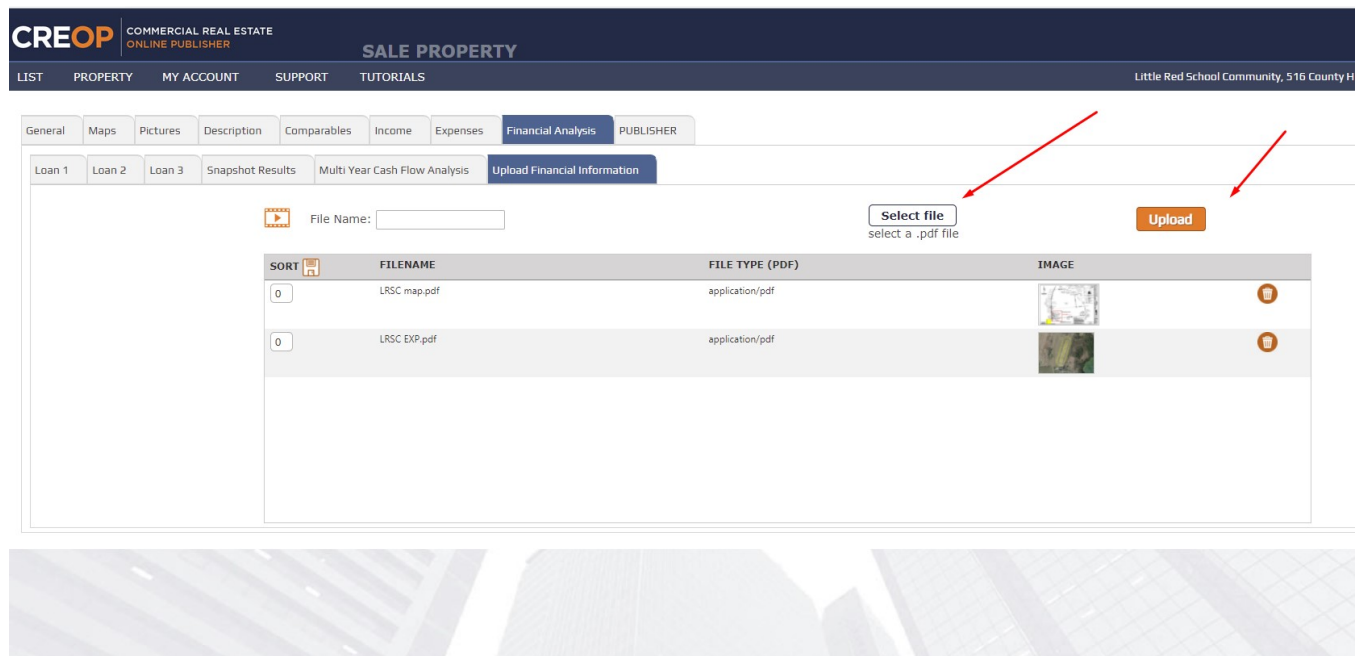 CREOP
COMMERCIAL REAL ESTATE
ONLINE PUBLISHER
SALE PROPERTY
LIST PROPERTY MY ACCOUNT SUPPORT TUTORIALS Little Red School Community, 516 County H
General Maps Pictures Description Comparables Income Expenses Financial Analysis PUBLISHER
Loan 1 Loan 2 Loan 3 Snapshot Results Multi Year Cash Flow Analysis Upload Financial Information
File Name: Select file Upload
select a .pdf file
SORT FILENAME FILE TYPE (PDF) IMAGE
0 LRSC map.pdf application/pdf
0 LRSC EXP.pdf application/pdf